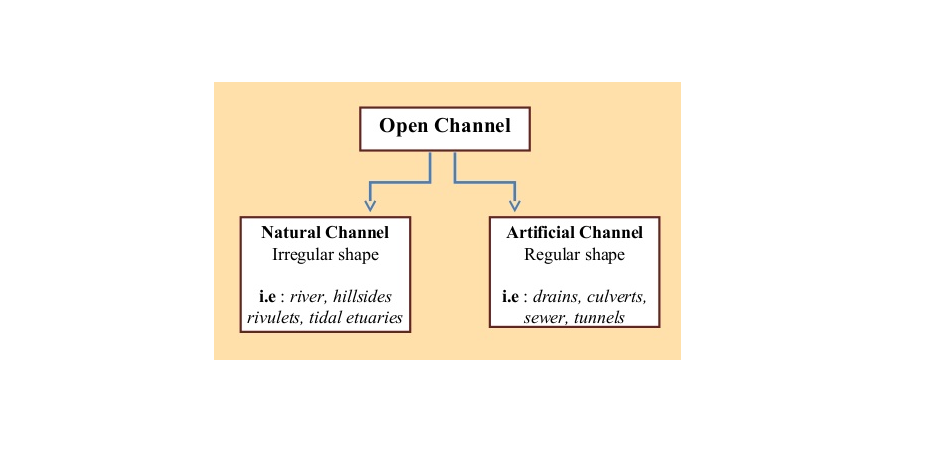 Open Channel
Natural Channel
Irregular shape
i.e : river, hillsides
rivulets, tidal etuaries
Artificial Channel
Regular shape
i.e : drains, culverts,
sewer, tunnels